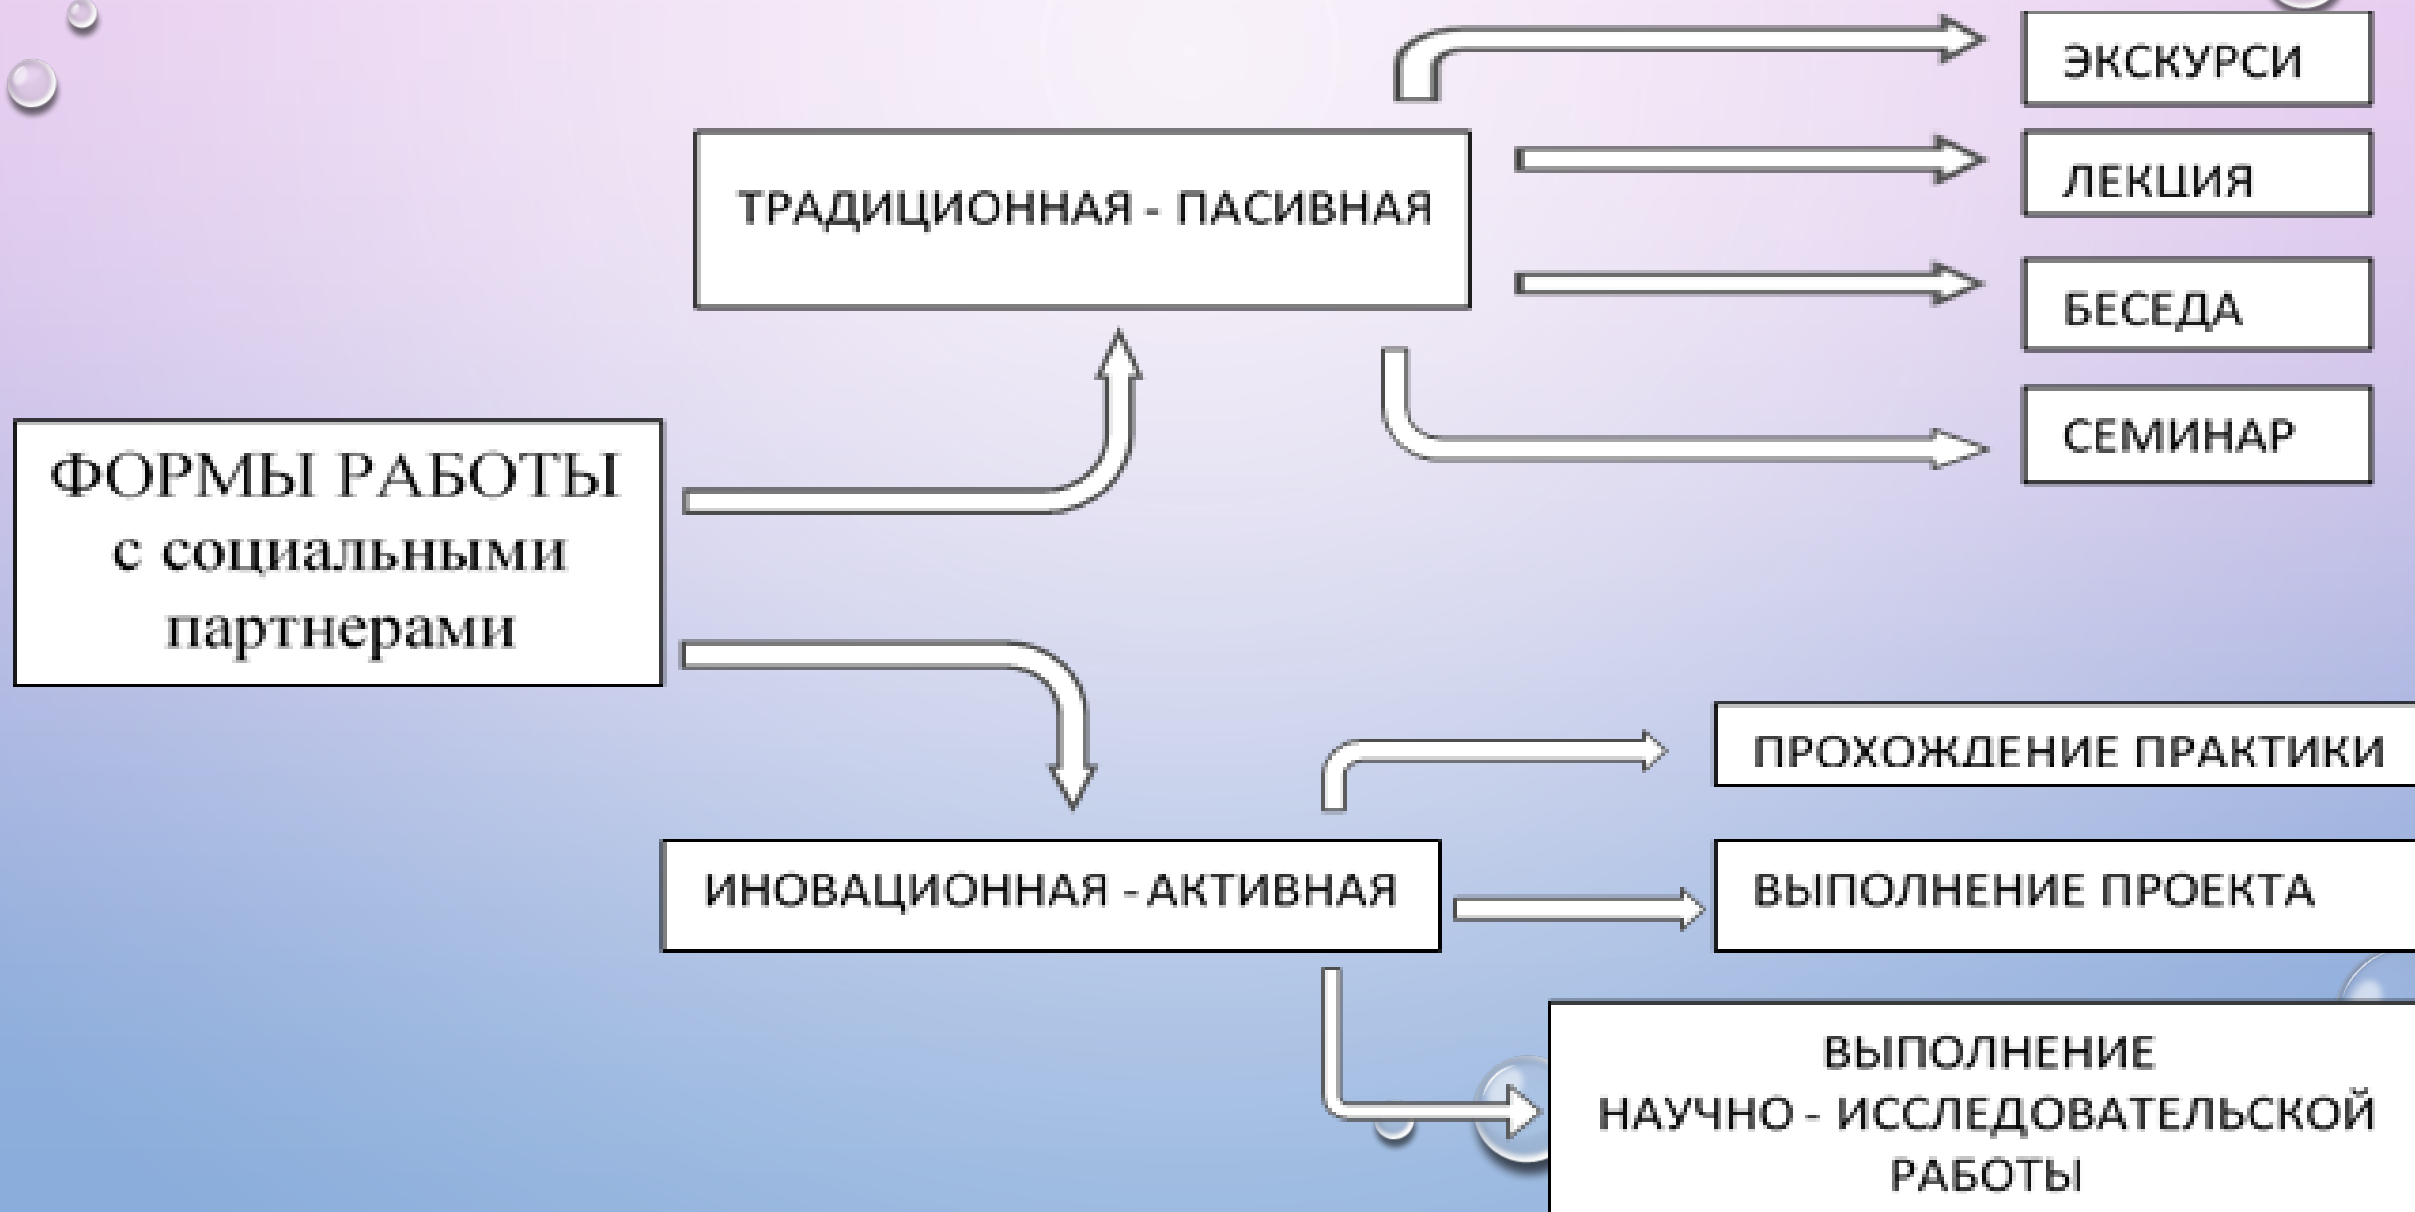 ФОРМЫ РАБОТЫ
с социальными
партнерами
ТРАДИЦИОННАЯ - ПАСИВНАЯ
ЭКСКУРСИ
ЛЕКЦИЯ
БЕСЕДА
СЕМИНАР
ИНОВАЦИОННАЯ - АКТИВНАЯ
ПРОХОЖДЕНИЕ ПРАКТИКИ
ВЫПОЛНЕНИЕ ПРОЕКТА
ВЫПОЛНЕНИЕ
НАУЧНО - ИССЛЕДОВАТЕЛЬСКОЙ
РАБОТЫ